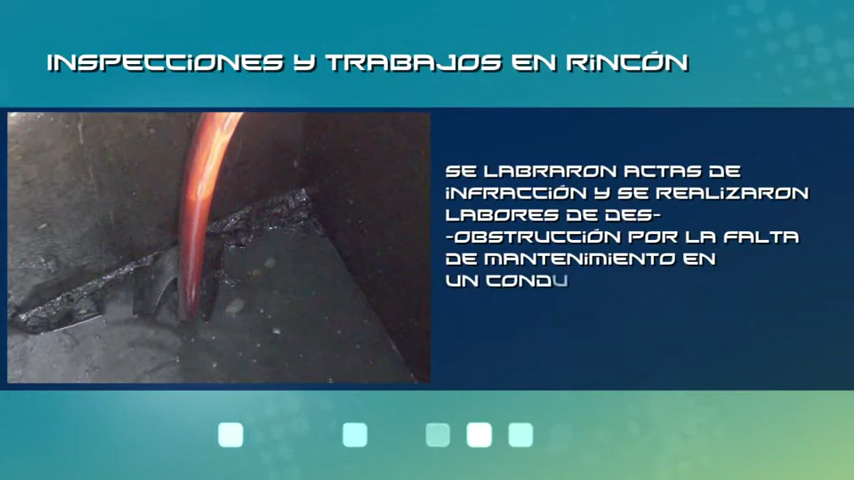 INSPECCIONES Y TRABAJOS EN RINCÓN
SE LABRARON ACTAS DE
INFRACCIÓN Y SE REALIZARON
LABORES DE DES-
-OBSTRUCCIÓN POR LA FALTA
DE MANTENIMIENTO EN
UN CONDU